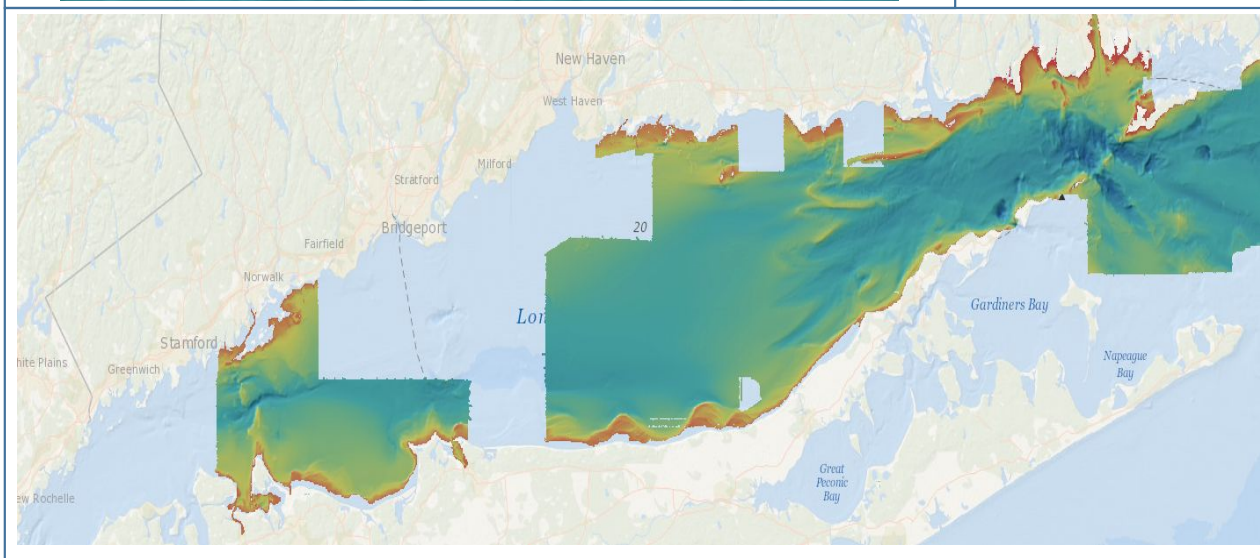 New Haven
West Haven
Milford
Stratford
Bridgeport
20
Fairfield
Norwalk
Gardiners Bay
Lon
Stamford
hite Plains
Greenwich
Napeague
Bay
Great
Peconic
Bay
ew Rochelle